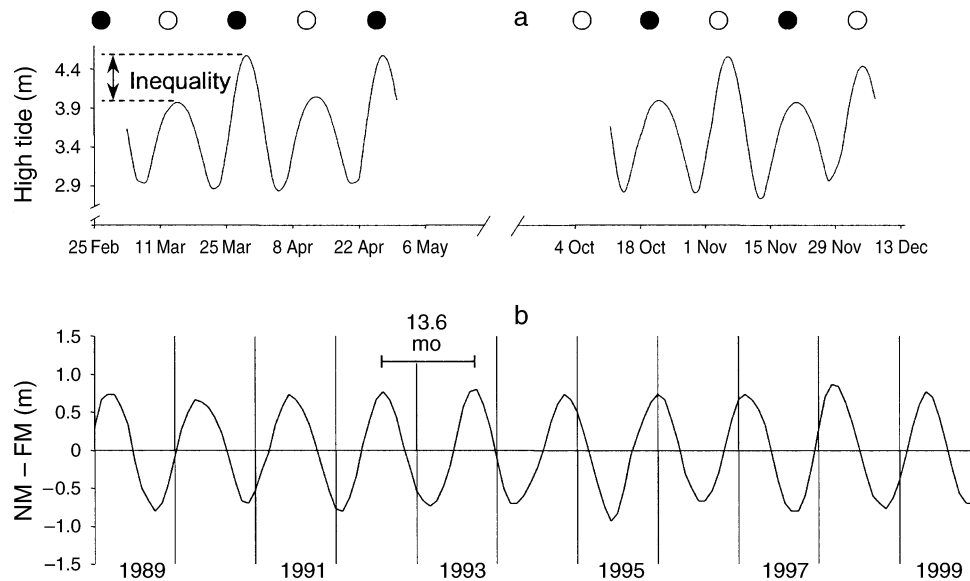 a
High tide (m)
4.4
3.9
3.4
2.9
Inequality
25 Feb 11 Mar 25 Mar 8 Apr 22 Apr 6 May 4 Oct 18 Oct 1 Nov 15 Nov 29 Nov 13 Dec
b
13.6
mo
NM – FM (m)
1.5
1.0
0.5
0
–0.5
–1.0
–1.5
1989 1991 1993 1995 1997 1999